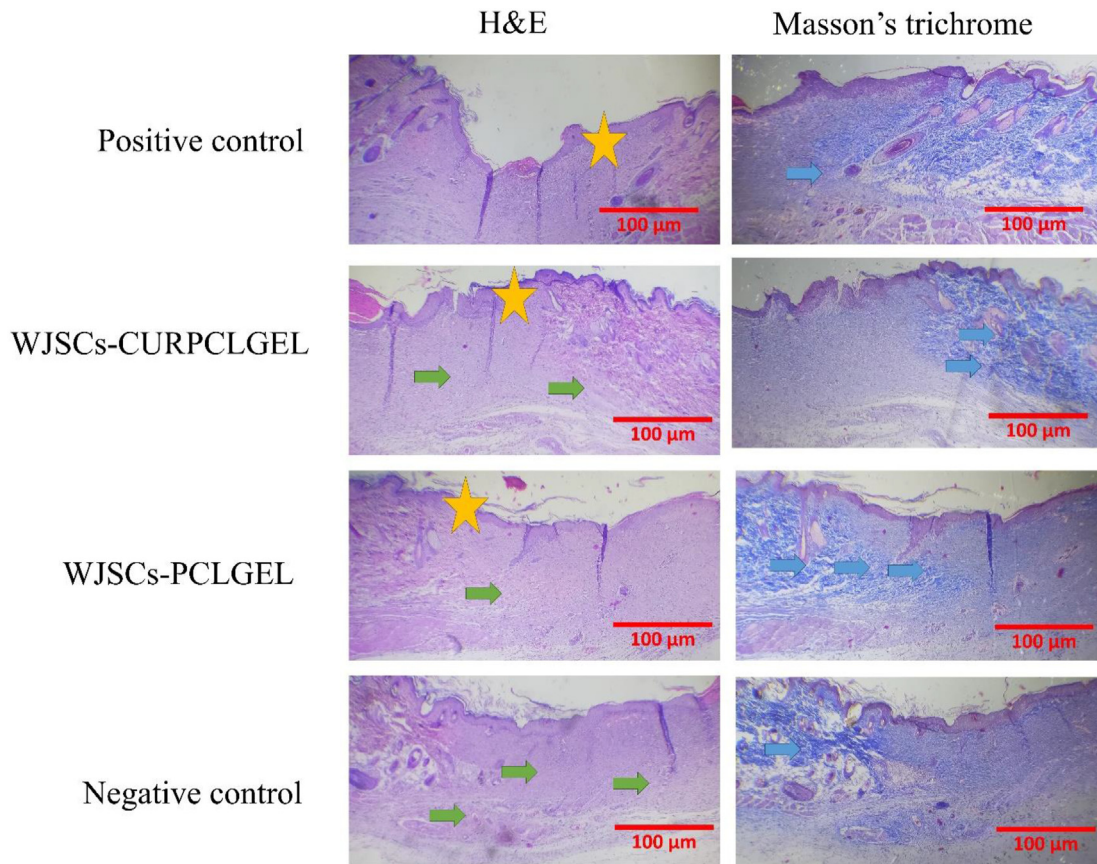 H&E
Masson's trichrome
Positive control
100 µm
100 µm
WJSCs-CURPCLGEL
100 µm
100 µm
WJSCs-PCLGEL
100 µm
100 µm
Negative control
100 µm
100 µm